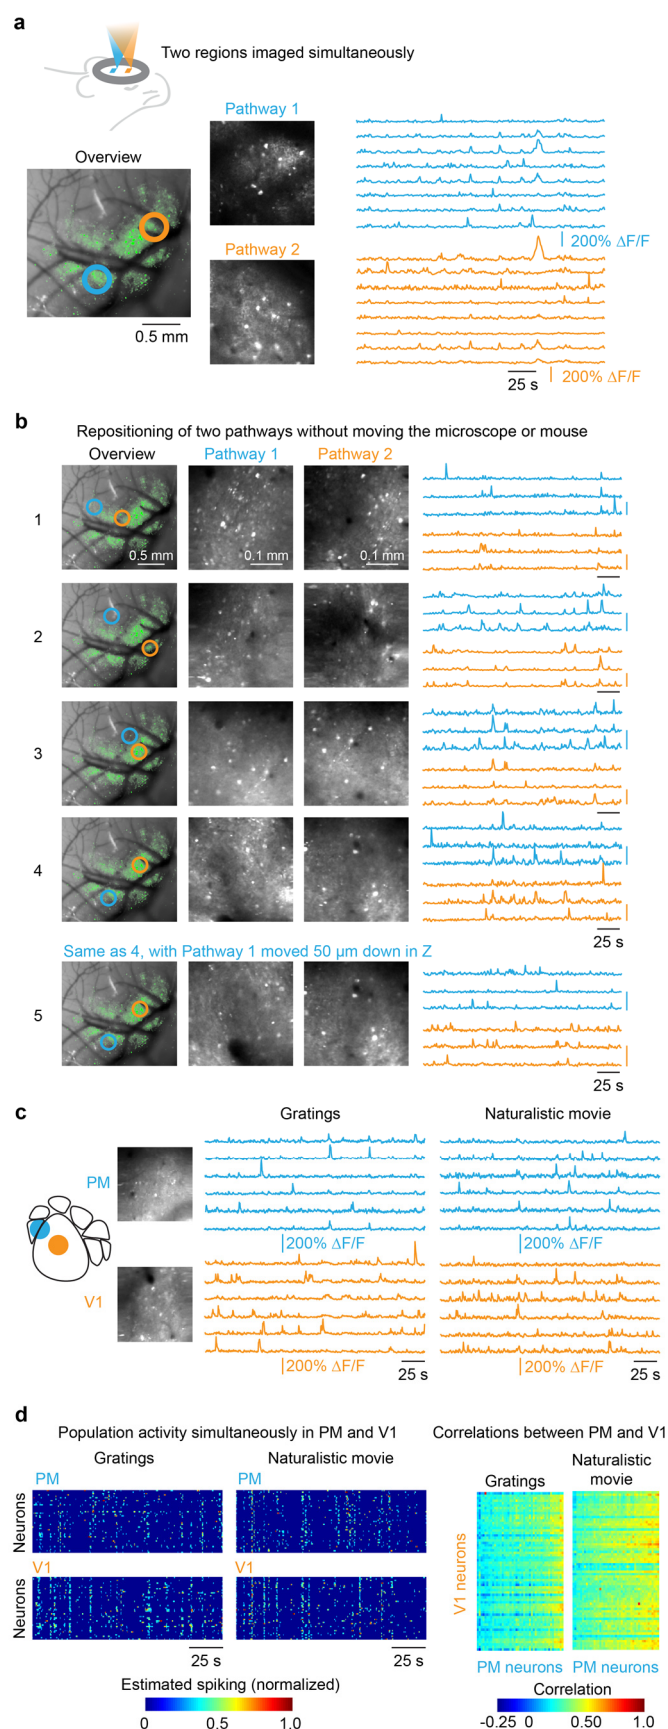 a
Two regions imaged simultaneously
Pathway 1
Overview
0.5 mm
Pathway 2
200% ΔF/F
25 s
200% ΔF/F
b
Repositioning of two pathways without moving the microscope or mouse
Overview
Pathway 1
Pathway 2
1
0.5 mm
0.1 mm
0.1 mm
2
3
4
25 s
Same as 4, with Pathway 1 moved 50 µm down in Z
5
25 s
c
Gratings
Naturalistic movie
PM
200% ΔF/F
200% ΔF/F
V1
200% ΔF/F
25 s
200% ΔF/F
25 s
d
Population activity simultaneously in PM and V1
Gratings
Naturalistic movie
PM
PM
Neurons
V1
V1
Neurons
25 s
25 s
Estimated spiking (normalized)
0
0.5
1.0
Correlations between PM and V1
Gratings
Naturalistic
movie
V1 neurons
PM neurons
PM neurons
Correlation
-0.25
0
0.50
1.0